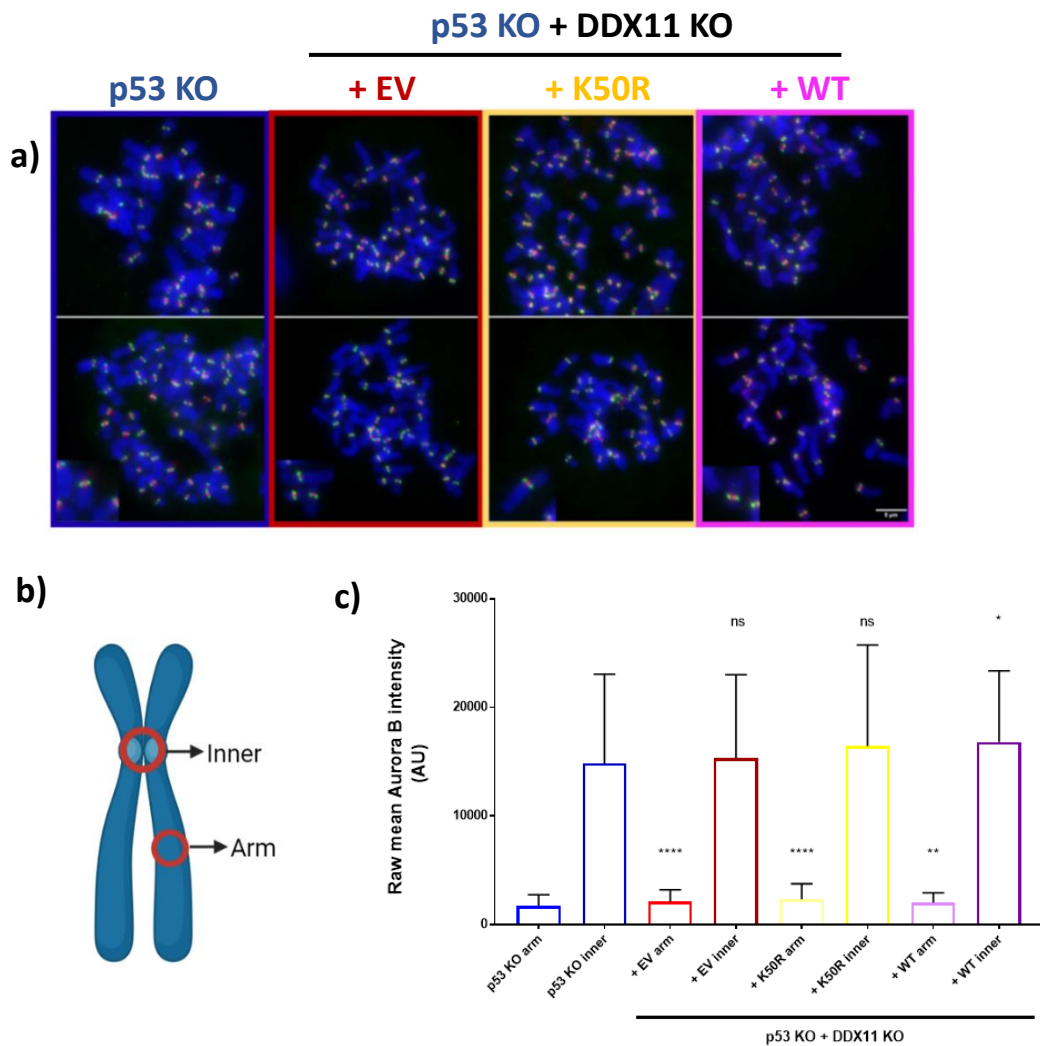 p53 KO + DDX11 KO
p53 KO
+ EV
+ K50R
+ WT
a)
5 µm
b)
Inner
Arm
c)
Raw mean Aurora B intensity
(AU)
30000
20000
10000
0
ns
ns
*
****
****
**
p53 KO arm
p53 KO inner
+ EV arm
+ EV inner
+ K50R arm
+ K50R inner
+ WT arm
+ WT inner
p53 KO + DDX11 KO